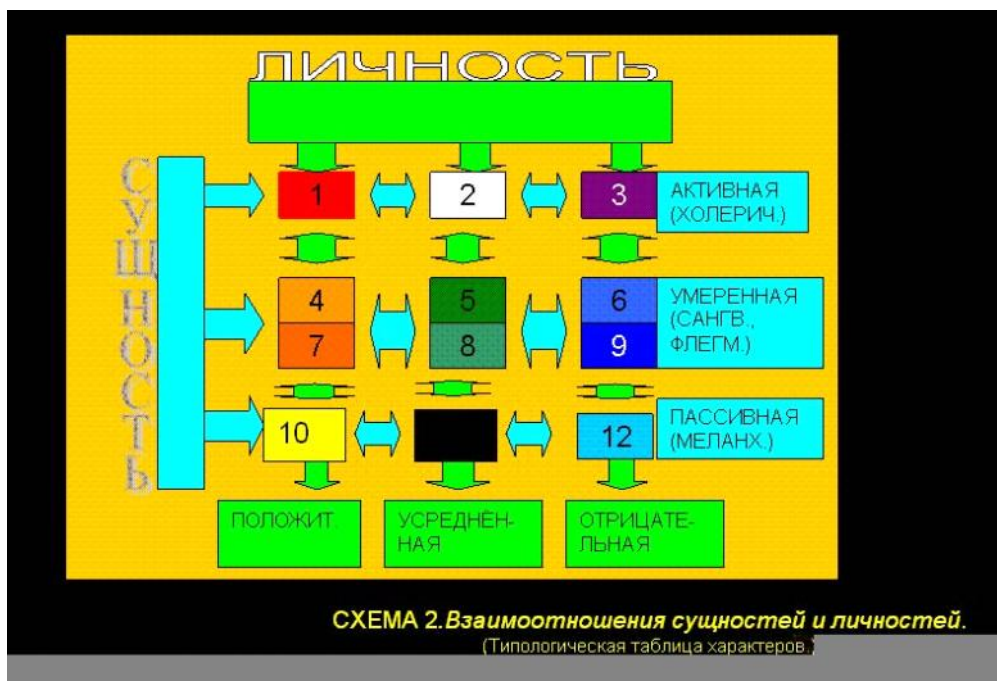 ЛИЧНОСТЬ
СУЩНОСТЬ
1
2
3
АКТИВНАЯ
(ХОЛЕРИЧ.)
4
5
6
7
8
9
УМЕРЕННАЯ
(САНГВ.,
ФЛЕГМ.)
10
12
ПАССИВНАЯ
(МЕЛАНХ.)
ПОЛОЖИТ.
УСРЕДНЁН-
НАЯ
ОТРИЦАТЕ-
ЛЬНАЯ
СХЕМА 2.Взаимоотношения сущностей и личностей.
(Типологическая таблица характеров.)